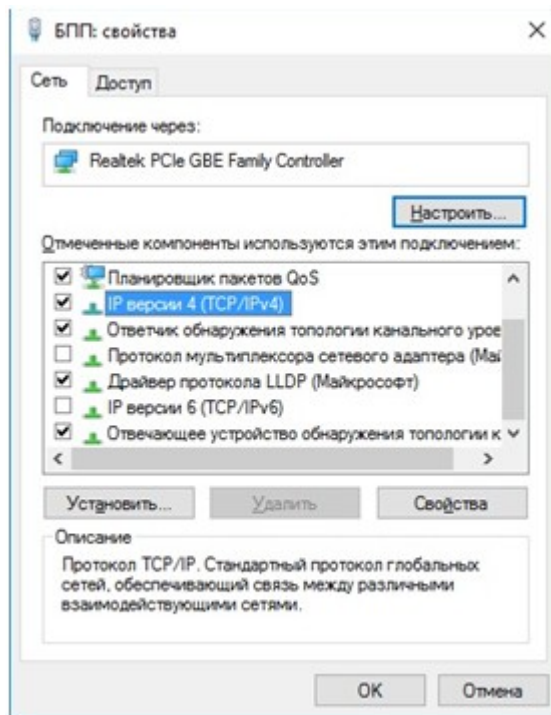 БПП: свойства
Сеть
Доступ
Подключение через:
Realtek PCIe GBE Family Controller
Настроить...
Отмеченные компоненты используются этим подключением:
Планировщик пакетов QoS
IP версии 4 (TCP/IPv4)
Ответчик обнаружения топологии канального уров
Протокол мультиплексора сетевого адаптера (Май
Драйвер протокола LLDP (Майкрософт)
IP версии 6 (TCP/IPv6)
Отвечающее устройство обнаружения топологии к
Установить...
Удалить
Свойства
Описание
Протокол TCP/IP. Стандартный протокол глобальных
сетей, обеспечивающий связь между различными
взаимодействующими сетями.
OK
Отмена